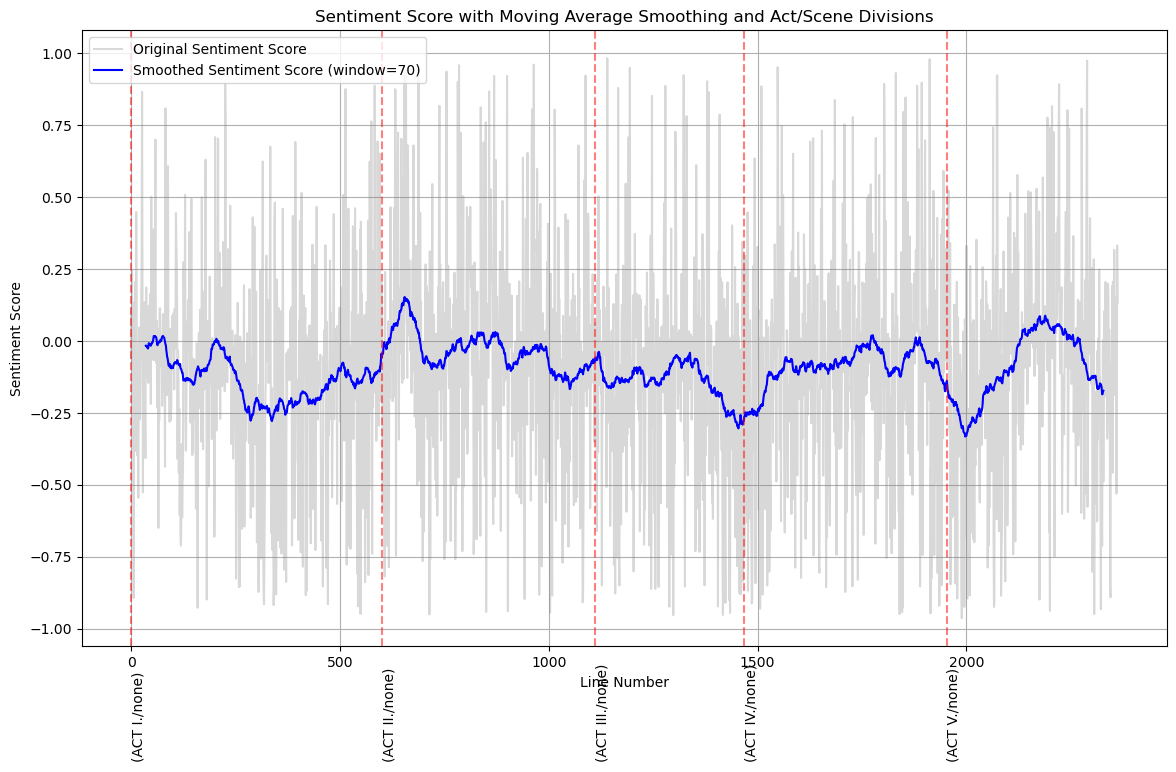 Sentiment Score with Moving Average Smoothing and Act/Scene Divisions
Original Sentiment Score
Smoothed Sentiment Score (window=70)
Sentiment Score
1.00
0.75
0.50
0.25
0.00
−0.25
−0.50
−0.75
−1.00
0
500
1000
1500
2000
Line Number
(ACT I./none)
(ACT II./none)
(ACT III./none)
(ACT IV./none)
(ACT V./none)